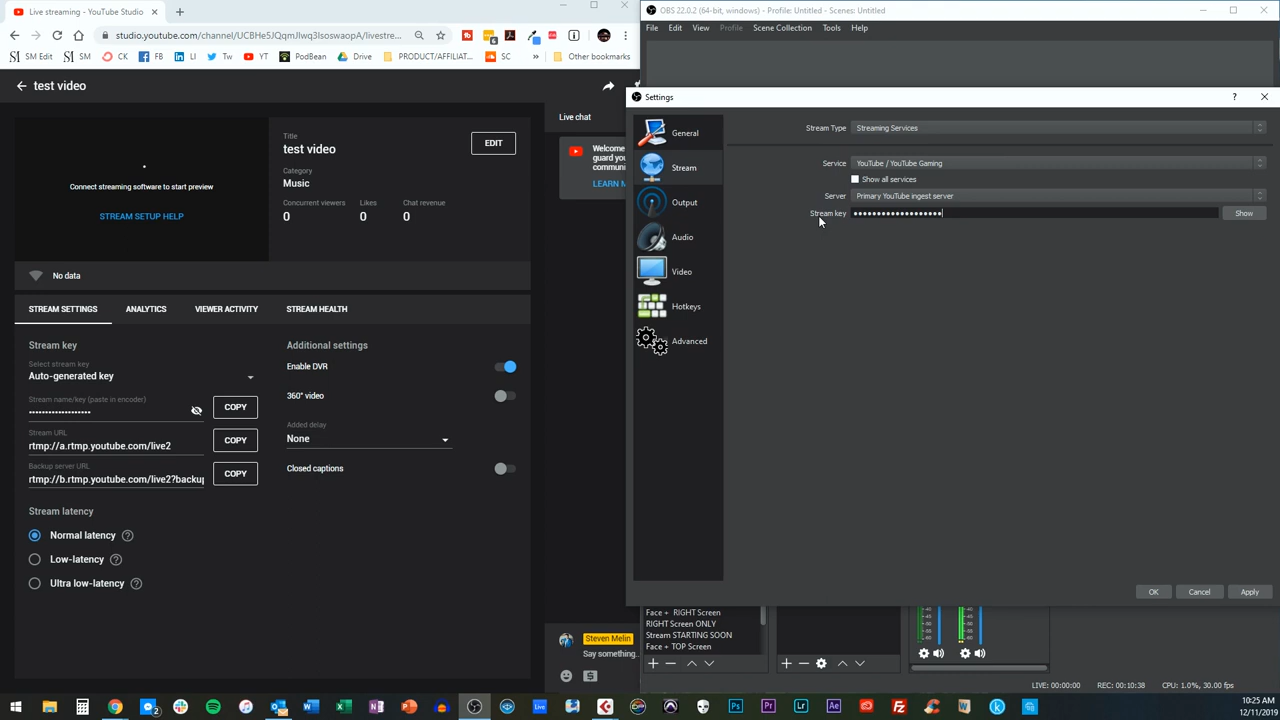 Live streaming - YouTube Studio
OBS 22.0.2 (64-bit, windows) - Profile: Untitled - Scenes: Untitled
studio.youtube.com/channel/UCBHe5JQqmJlwq3IsoswaopA/livestre...
File Edit View Profile Scene Collection Tools Help
SM Edit SM CK FB LI Tw YT PodBean Drive PRODUCT/AFFILIAT... SC » Other bookmarks
test video
Live chat
Settings
General
Stream
Output
Audio
Video
Hotkeys
Advanced
Stream Type Streaming Services
Service YouTube / YouTube Gaming
Show all services
Server Primary YouTube ingest server
Stream key •••••••••••••••••••
Show
Connect streaming software to start preview
STREAM SETUP HELP
Title
test video
EDIT
Category
Music
Concurrent viewers Likes Chat revenue
0 0 0
Welcome
guard you
communi
LEARN M
No data
STREAM SETTINGS ANALYTICS VIEWER ACTIVITY STREAM HEALTH
Stream key
Select stream key
Auto-generated key
Stream name/key (paste in encoder)
•••••••••••••••••••
COPY
Stream URL
rtmp://a.rtmp.youtube.com/live2
COPY
Backup server URL
rtmp://b.rtmp.youtube.com/live2?backup
COPY
Stream latency
Normal latency
Low-latency
Ultra low-latency
Additional settings
Enable DVR
360° video
Added delay
None
Closed captions
OK Cancel Apply
Steven Melin
Say something...
Face + RIGHT Screen
RIGHT Screen ONLY
Stream STARTING SOON
Face + TOP Screen
LIVE: 00:00:00 REC: 00:10:38 CPU: 1.0%, 30.00 fps
10:25 AM
12/11/2019